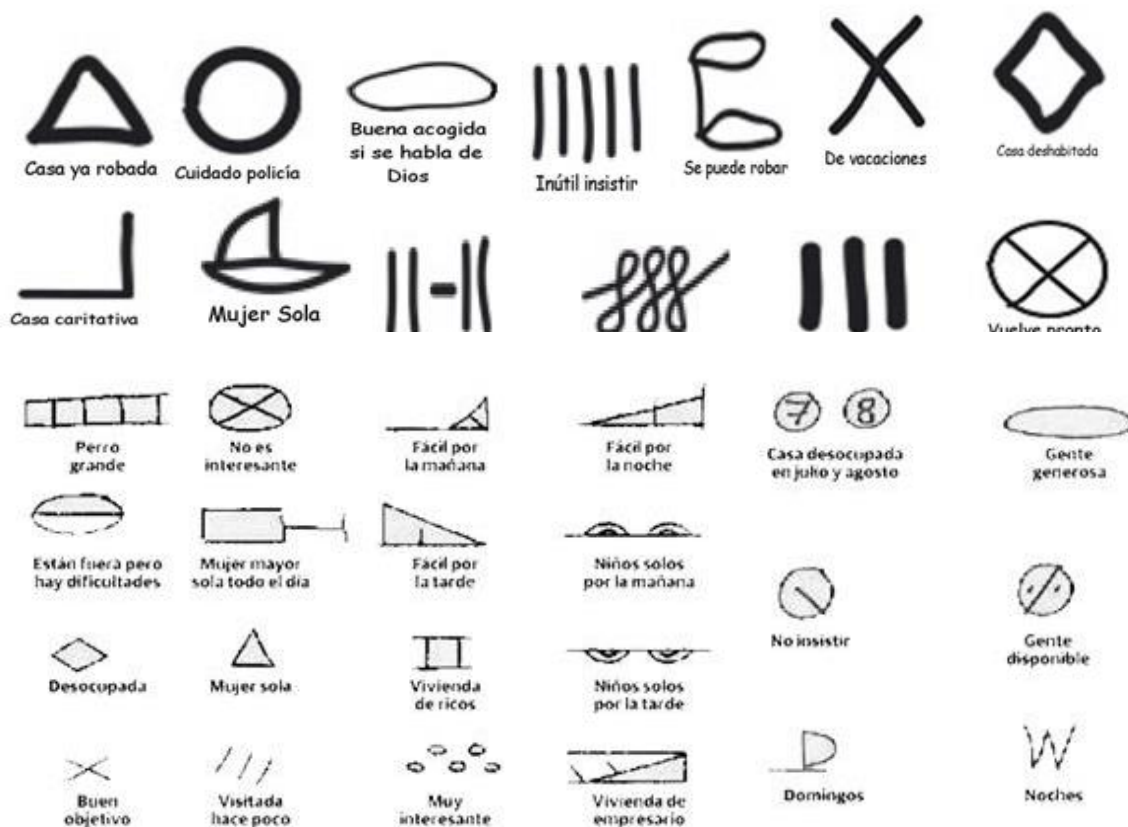 Casa ya robada
Cuidado policía
Buena acogida
si se habla de
Dios
Inútil insistir
Se puede robar
De vacaciones
Casa deshabitada
Casa caritativa
Mujer Sola
Vuelve pronto
Perro
grande
No es
interesante
Fácil por
la mañana
Fácil por
la noche
7 8
Casa desocupada
en julio y agosto
Gente
generosa
Están fuera pero
hay dificultades
Mujer mayor
sola todo el día
Fácil por
la tarde
Niños solos
por la mañana
No insistir
Gente
disponible
Desocupada
Mujer sola
Vivienda
de ricos
Niños solos
por la tarde
Buen
objetivo
Visitada
hace poco
Muy
interesante
Vivienda de
empresario
Domingos
Noches